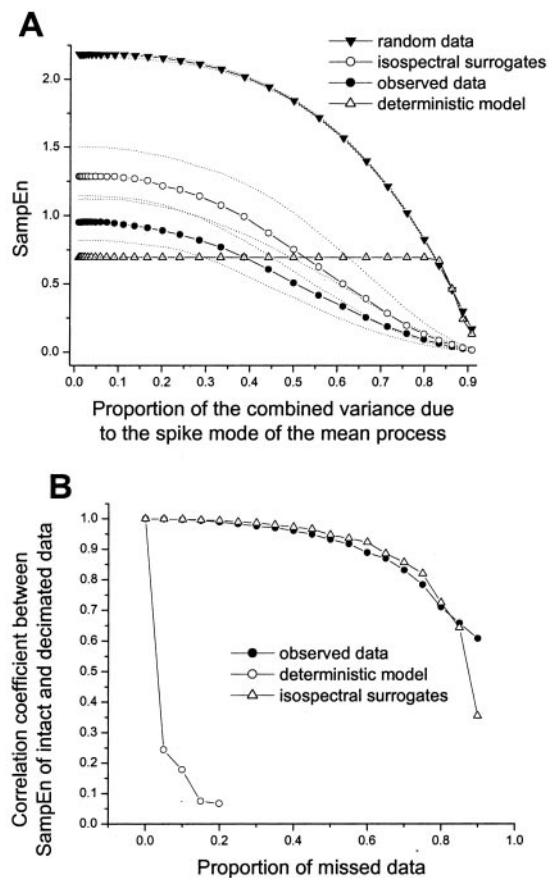 A
random data
isospectral surrogates
observed data
deterministic model
2.0
1.5
1.0
0.5
0.0
SampEn
0.0 0.1 0.2 0.3 0.4 0.5 0.6 0.7 0.8 0.9
Proportion of the combined variance due
to the spike mode of the mean process
B
1.0
0.9
0.8
0.7
0.6
0.5
0.4
0.3
0.2
0.1
0.0
Correlation coefficient between
SampEn of intact and decimated data
observed data
deterministic model
isospectral surrogates
0.0 0.2 0.4 0.6 0.8 1.0
Proportion of missed data